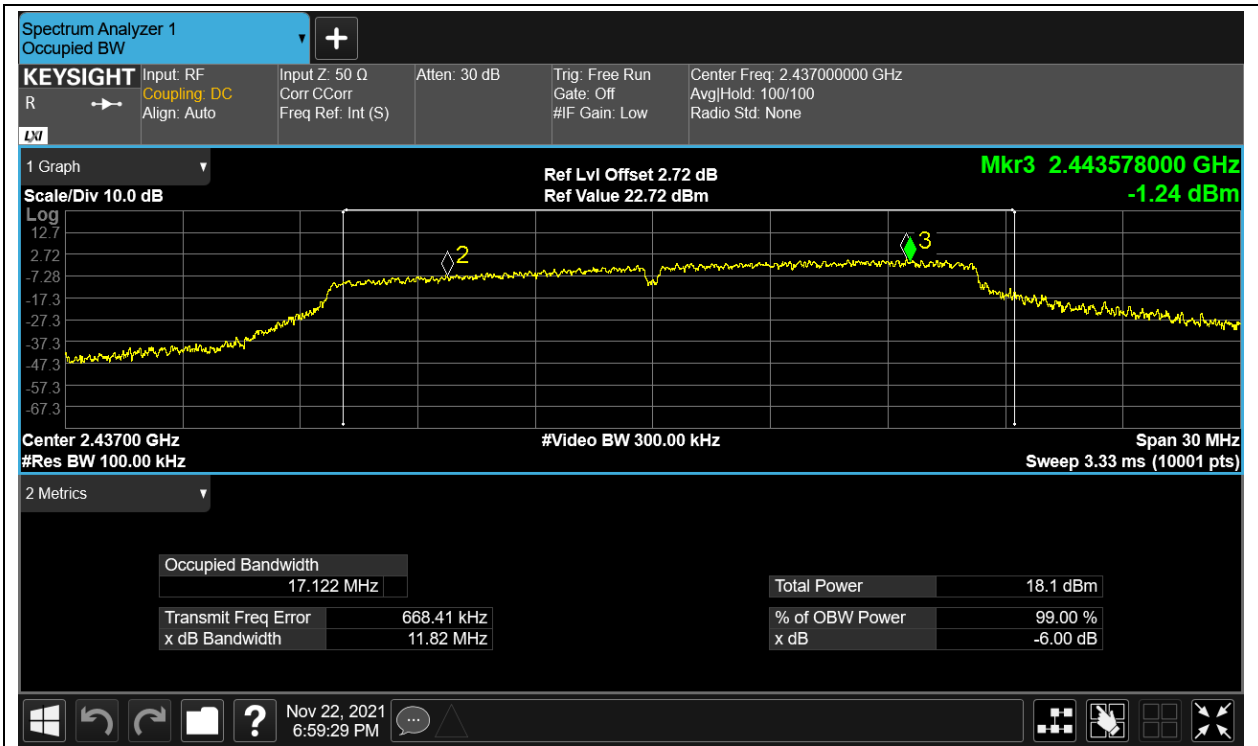 Spectrum Analyzer 1
Occupied BW
KEYSIGHT
R
LXI
Input: RF
Coupling: DC
Align: Auto
Input Z: 50 Ω
Corr CCorr
Freq Ref: Int (S)
Atten: 30 dB
Trig: Free Run
Gate: Off
#IF Gain: Low
Center Freq: 2.437000000 GHz
Avg|Hold: 100/100
Radio Std: None
1 Graph
Scale/Div 10.0 dB
Ref Lvl Offset 2.72 dB
Ref Value 22.72 dBm
Mkr3 2.443578000 GHz
-1.24 dBm
Log
12.7
2.72
-7.28
-17.3
-27.3
-37.3
-47.3
-57.3
-67.3
2
3
Center 2.43700 GHz
#Video BW 300.00 kHz
Span 30 MHz
#Res BW 100.00 kHz
Sweep 3.33 ms (10001 pts)
2 Metrics
Occupied Bandwidth
17.122 MHz
Total Power 18.1 dBm
Transmit Freq Error 668.41 kHz
% of OBW Power 99.00 %
x dB Bandwidth 11.82 MHz
x dB -6.00 dB
?
Nov 22, 2021
6:59:29 PM